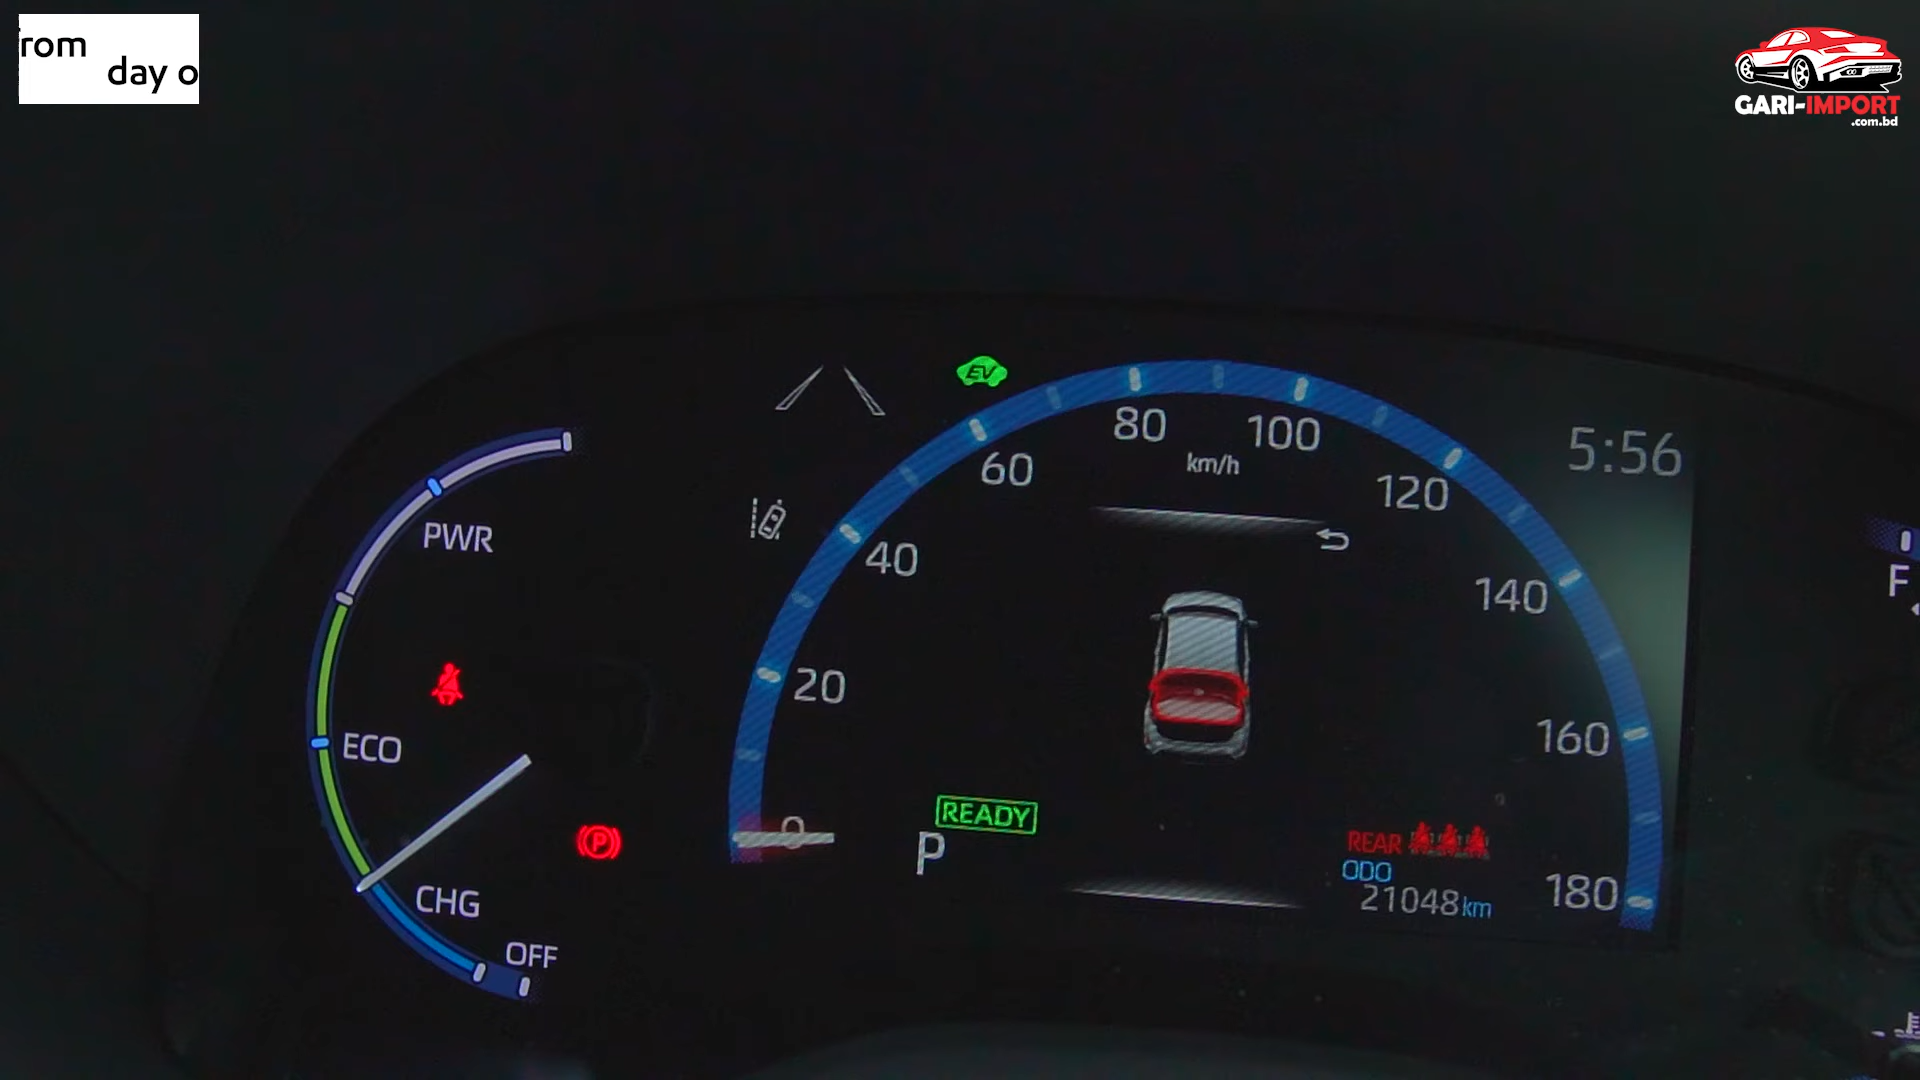 rom
day o
GARI-IMPORT
.com.bd
EV
80
100
5:56
km/h
60
120
PWR
40
F
140
20
ECO
160
READY
0
P
REAR
ODO
180
21048km
CHG
OFF